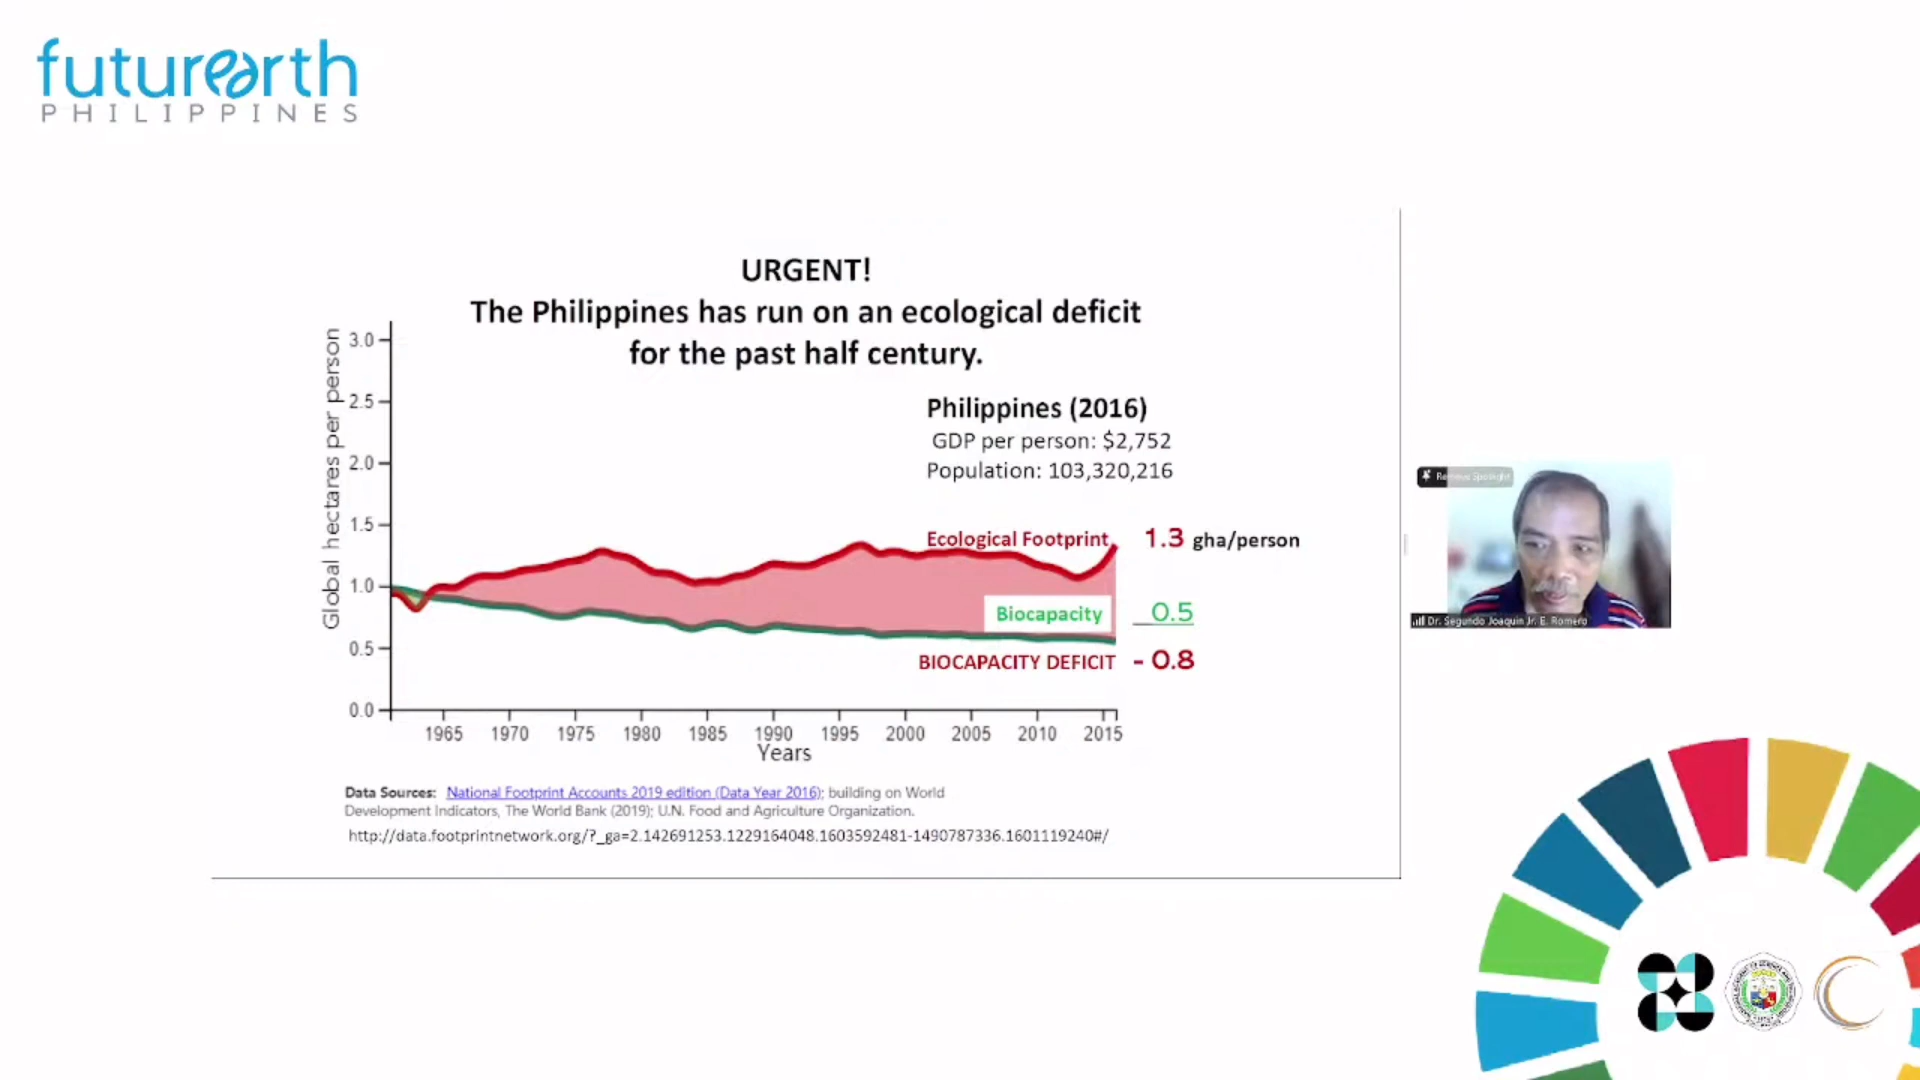 futurearth
PHILIPPINES
URGENT!
The Philippines has run on an ecological deficit
for the past half century.
Global hectares per person
3.0
2.5
2.0
1.5
1.0
0.5
0.0
Philippines (2016)
GDP per person: $2,752
Population: 103,320,216
Ecological Footprint 1.3 gha/person
Biocapacity 0.5
BIOCAPACITY DEFICIT - 0.8
1965 1970 1975 1980 1985 1990 1995 2000 2005 2010 2015
Years
Data Sources: National Footprint Accounts 2019 edition (Data Year 2016); building on World
Development Indicators, The World Bank (2019); U.N. Food and Agriculture Organization.
http://data.footprintnetwork.org/?_ga=2.142691253.1229164048.1603592481-1490787336.1601119240#/
Dr. Segundo Joaquin Jr. E. Romero